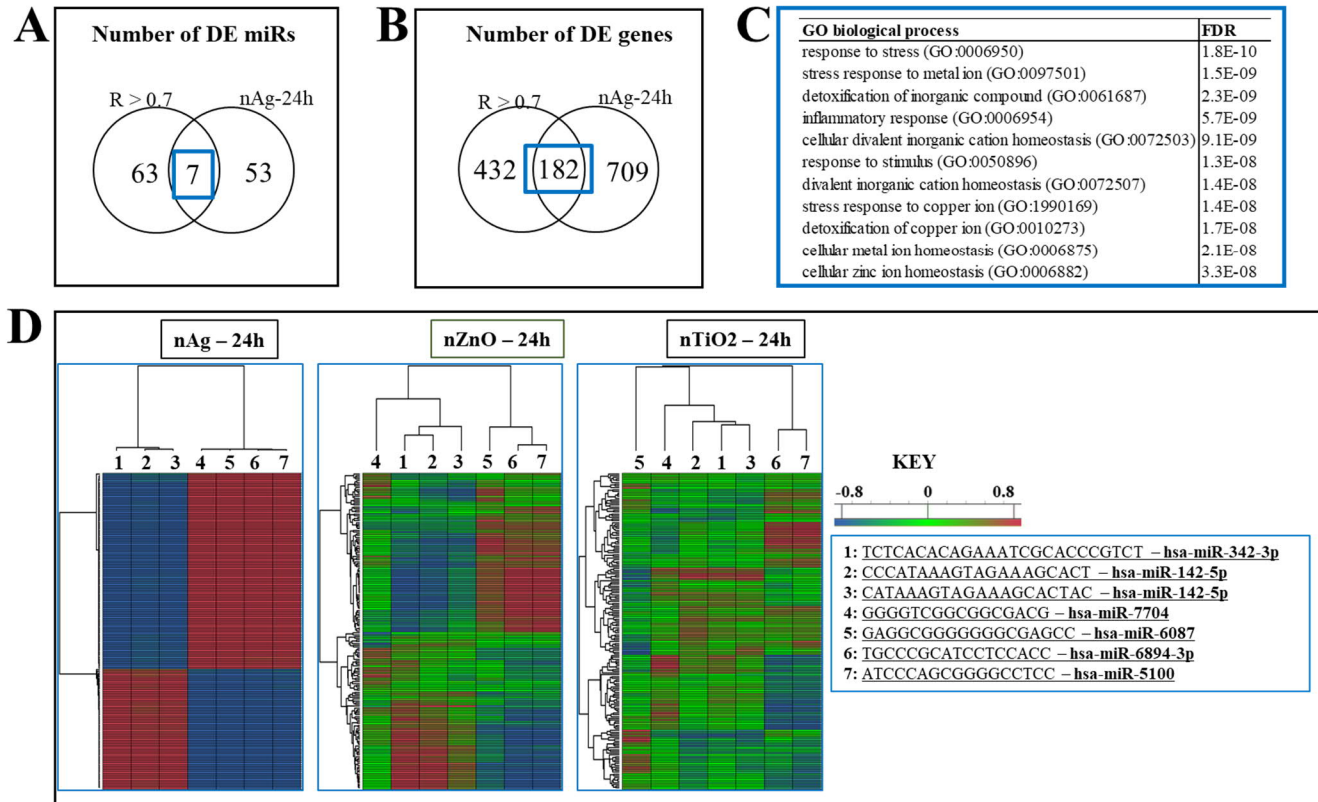 A
Number of DE miRs
R > 0.7
nAg-24h
63
7
53
B
Number of DE genes
R > 0.7
nAg-24h
432
182
709
C
GO biological process FDR
response to stress (GO:0006950) 1.8E-10
stress response to metal ion (GO:0097501) 1.5E-09
detoxification of inorganic compound (GO:0061687) 2.3E-09
inflammatory response (GO:0006954) 5.7E-09
cellular divalent inorganic cation homeostasis (GO:0072503) 9.1E-09
response to stimulus (GO:0050896) 1.3E-08
divalent inorganic cation homeostasis (GO:0072507) 1.4E-08
stress response to copper ion (GO:1990169) 1.4E-08
detoxification of copper ion (GO:0010273) 1.7E-08
cellular metal ion homeostasis (GO:0006875) 2.1E-08
cellular zinc ion homeostasis (GO:0006882) 3.3E-08
D
nAg – 24h
1 2 3 4 5 6 7
nZnO – 24h
4 1 2 3 5 6 7
nTiO2 – 24h
5 4 2 1 3 6 7
KEY
-0.8 0 0.8
1: TCTCACACAGAAATCGCACCCGTCT – hsa-miR-342-3p
2: CCCATAAAGTAGAAAGCACT – hsa-miR-142-5p
3: CATAAAGTAGAAAGCACTAC – hsa-miR-142-5p
4: GGGGTCGGCGGCGACG – hsa-miR-7704
5: GAGGCGGGGGGGCGAGCC – hsa-miR-6087
6: TGCCCGCATCCTCCACC – hsa-miR-6894-3p
7: ATCCCAGCGGGGCCTCC – hsa-miR-5100